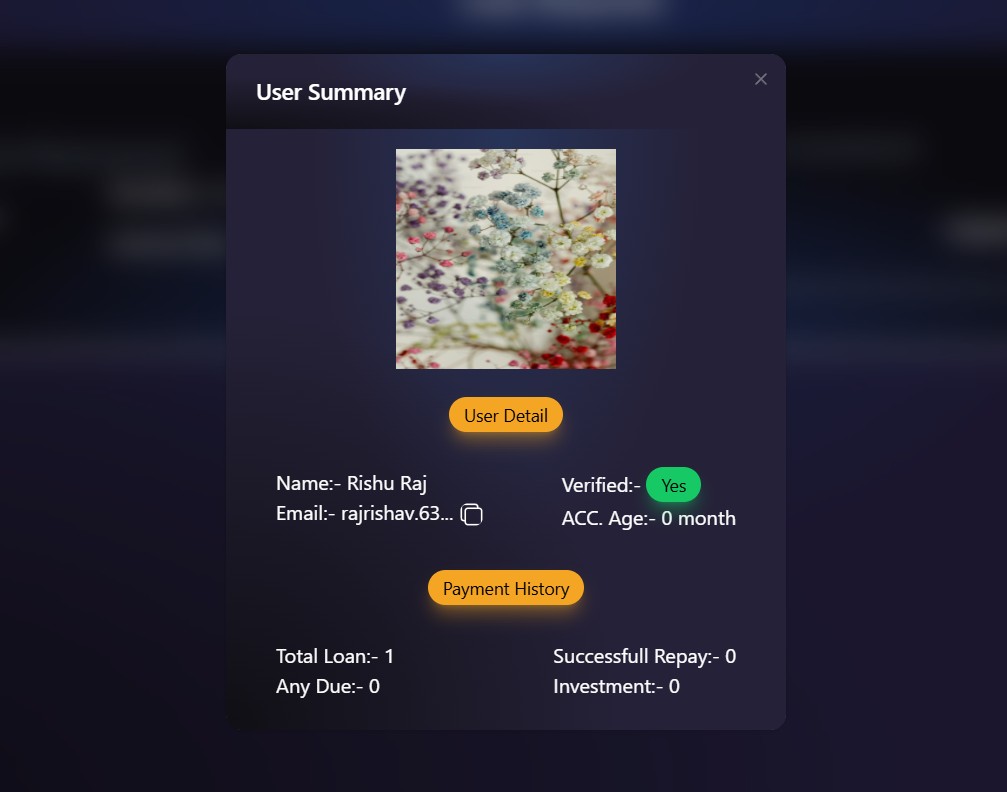 User Summary
User Detail
Name:- Rishu Raj
Verified:- Yes
Email:- rajrishav.63...
ACC. Age:- 0 month
Payment History
Total Loan:- 1
Successfull Repay:- 0
Any Due:- 0
Investment:- 0